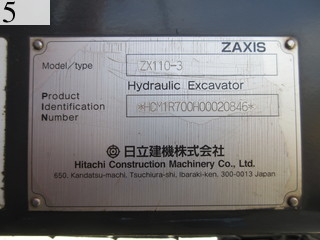 5
ZAXIS
Model/type ZX110-3
Hydraulic Excavator
Product
Identification *HCM1R700H00020846*
Number
日立建機株式会社
Hitachi Construction Machinery Co., Ltd.
650, Kandatsu-machi, Tsuchiura-shi, Ibaraki-ken, 300-0013 Japan